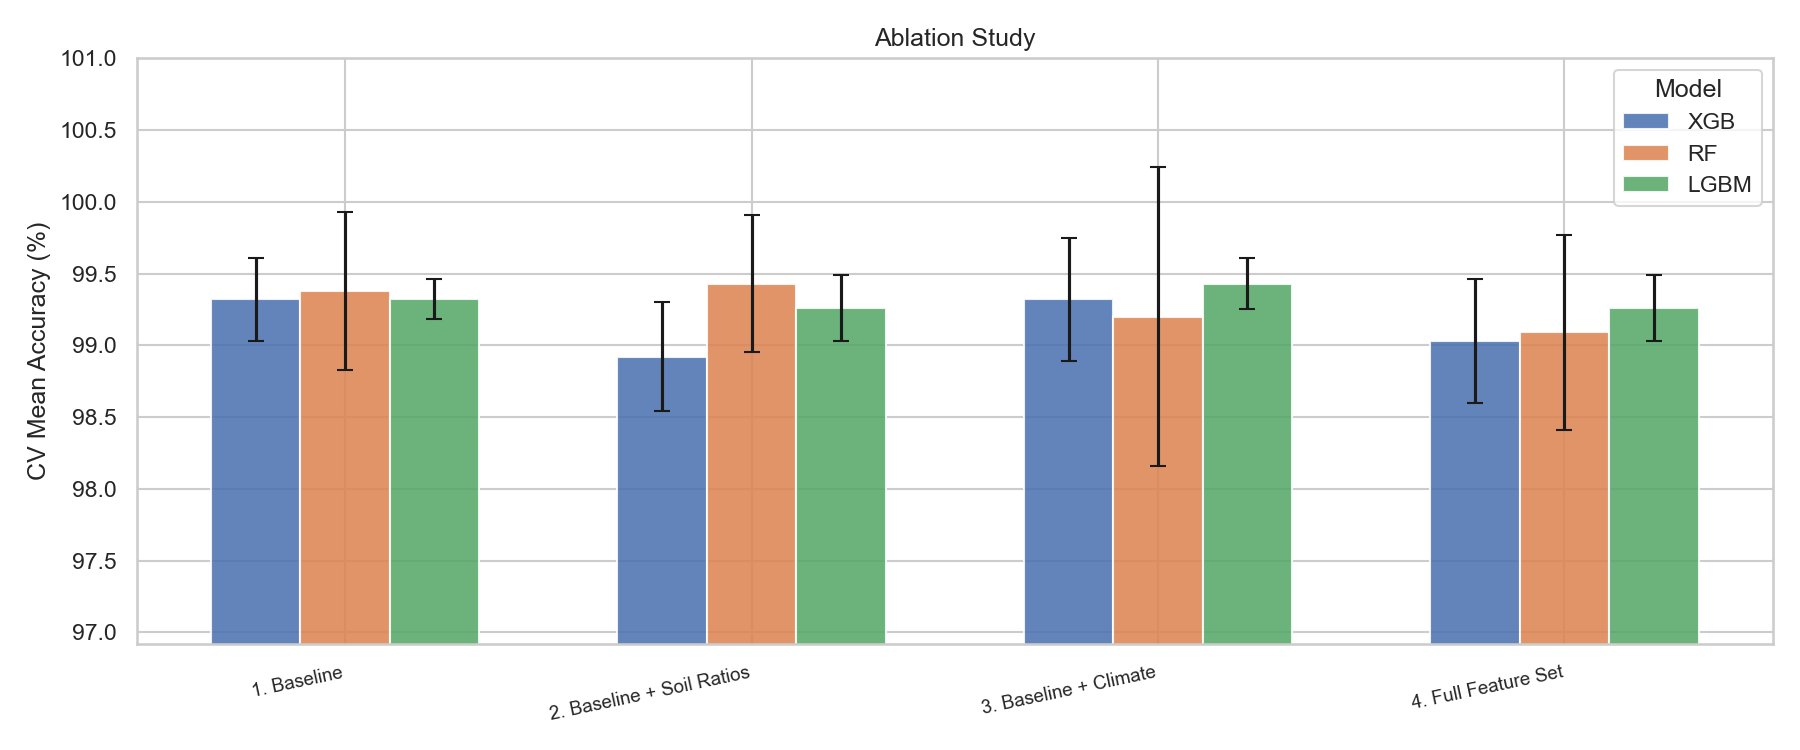 Ablation Study
CV Mean Accuracy (%)
101.0
100.5
100.0
99.5
99.0
98.5
98.0
97.5
97.0
Model
XGB
RF
LGBM
1. Baseline
2. Baseline + Soil Ratios
3. Baseline + Climate
4. Full Feature Set